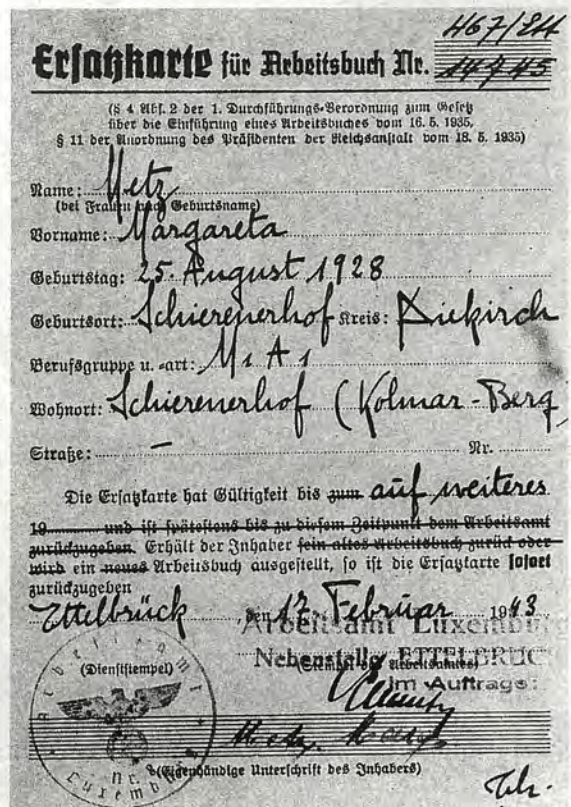 467/244
Ersatzkarte für Arbeitsbuch Nr. 14745
(§ 4 Abs. 2 der 1. Durchführungs-Verordnung zum Gesetz
über die Einführung eines Arbeitsbuches vom 16. 5. 1935,
§ 11 der Anordnung des Präsidenten der Reichsanstalt vom 18. 5. 1935)
Name: Metz
(bei Frauen auch Geburtsname)
Vorname: Margareta
Geburtstag: 25. August 1928
Geburtsort: Schierenerhof Kreis: Diekirch
Berufsgruppe u. -art: M1 A1
Wohnort: Schierenerhof (Kolmar-Berg
Straße: — Nr.
Die Ersatzkarte hat Gültigkeit bis zum auf weiteres
19 und ist spätestens bis zu diesem Zeitpunkt dem Arbeitsamt
zurückzugeben. Erhält der Inhaber sein altes Arbeitsbuch zurück oder
wird ein neues Arbeitsbuch ausgestellt, so ist die Ersatzkarte sofort
zurückzugeben
Ettelbrück, den 17. Februar 1943
Arbeitsamt Luxemburg
Nebenstelle ETTELBRÜCK
(Dienststempel) (Stempel des Arbeitsamtes)
Im Auftrage:
Arbeitsamt
Luxemburg
Nr.
Metz Marg
(Eigenhändige Unterschrift des Inhabers)